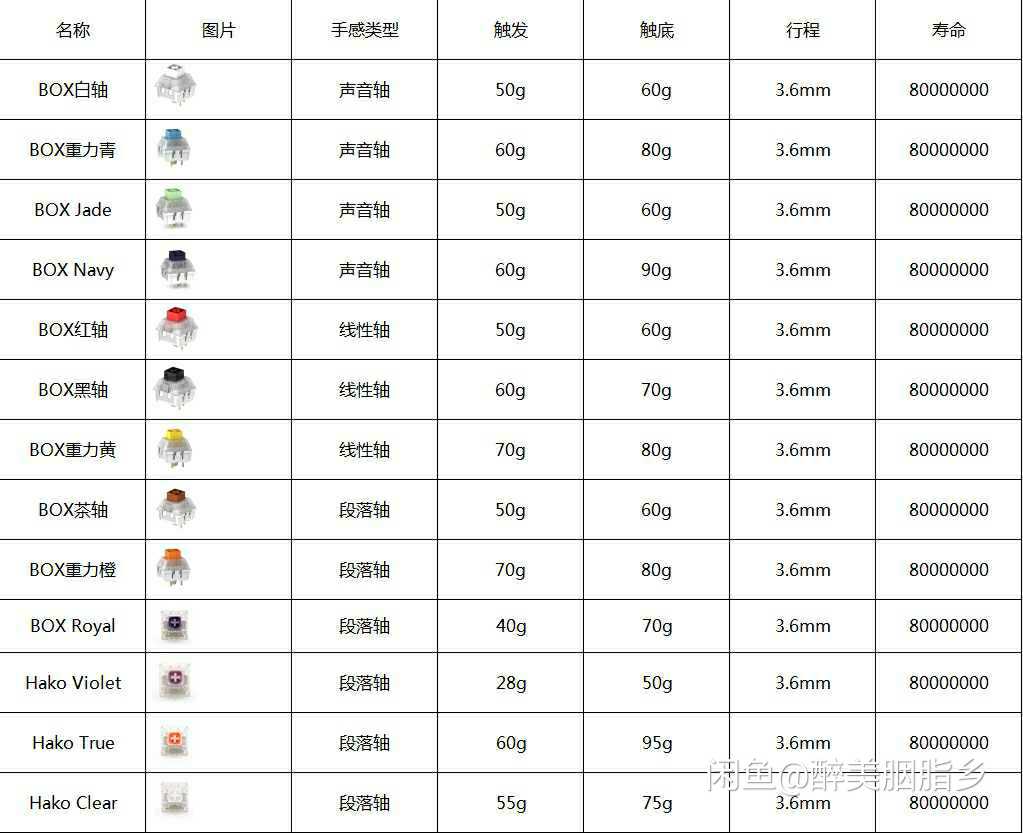 名称 图片 手感类型 触发 触底 行程 寿命
BOX白轴 声音轴 50g 60g 3.6mm 80000000
BOX重力青 声音轴 60g 80g 3.6mm 80000000
BOX Jade 声音轴 50g 60g 3.6mm 80000000
BOX Navy 声音轴 60g 90g 3.6mm 80000000
BOX红轴 线性轴 50g 60g 3.6mm 80000000
BOX黑轴 线性轴 60g 70g 3.6mm 80000000
BOX重力黄 线性轴 70g 80g 3.6mm 80000000
BOX茶轴 段落轴 50g 60g 3.6mm 80000000
BOX重力橙 段落轴 70g 80g 3.6mm 80000000
BOX Royal 段落轴 40g 70g 3.6mm 80000000
Hako Violet 段落轴 28g 50g 3.6mm 80000000
Hako True 段落轴 60g 95g 3.6mm 80000000
闲鱼@醉美胭脂乡
Hako Clear 段落轴 55g 75g 3.6mm 80000000